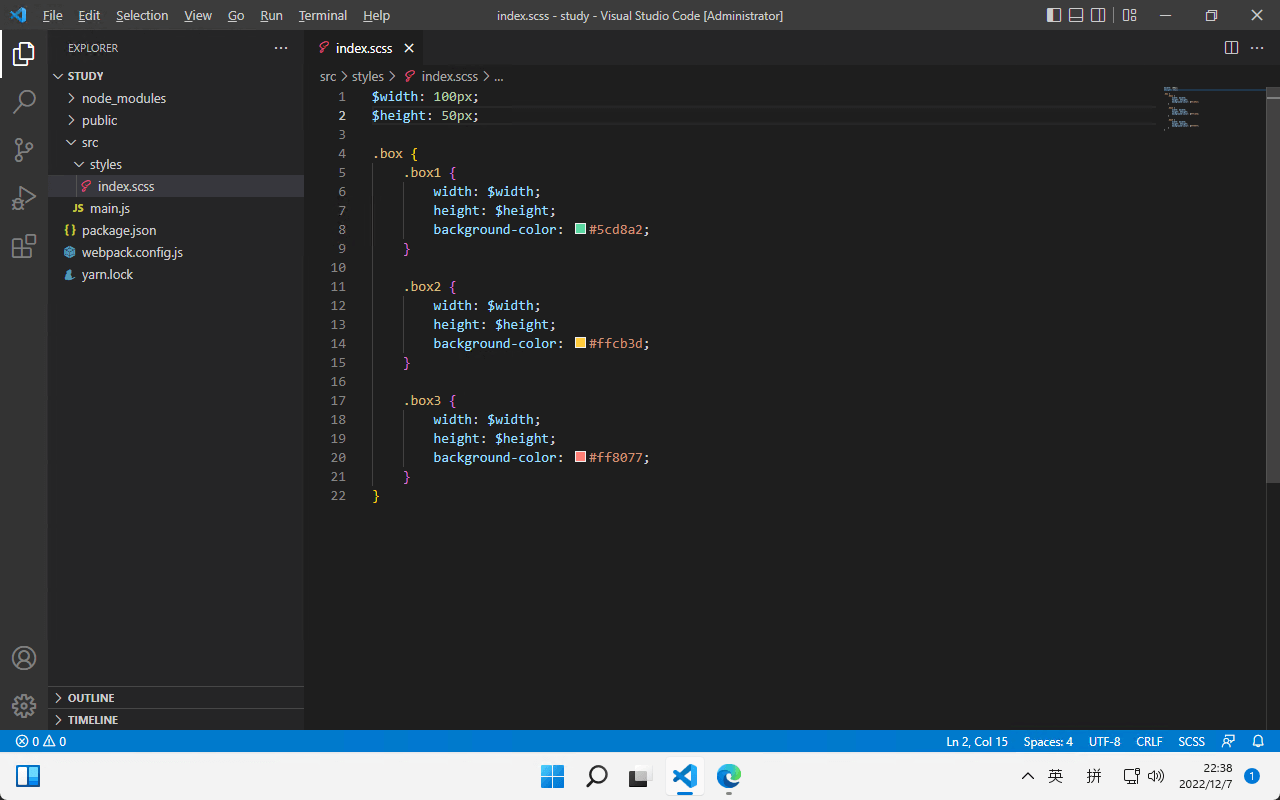 File Edit Selection View Go Run Terminal Help index.scss - study - Visual Studio Code [Administrator]
EXPLORER
STUDY
node_modules
public
src
styles
index.scss
JS main.js
{} package.json
webpack.config.js
yarn.lock
OUTLINE
TIMELINE
index.scss
src > styles > index.scss > ...
1 $width: 100px;
2 $height: 50px;
3
4 .box {
5 .box1 {
6 width: $width;
7 height: $height;
8 background-color: #5cd8a2;
9 }
10
11 .box2 {
12 width: $width;
13 height: $height;
14 background-color: #ffcb3d;
15 }
16
17 .box3 {
18 width: $width;
19 height: $height;
20 background-color: #ff8077;
21 }
22 }
0 0 Ln 2, Col 15 Spaces: 4 UTF-8 CRLF SCSS
英 拼 22:38
2022/12/7 1